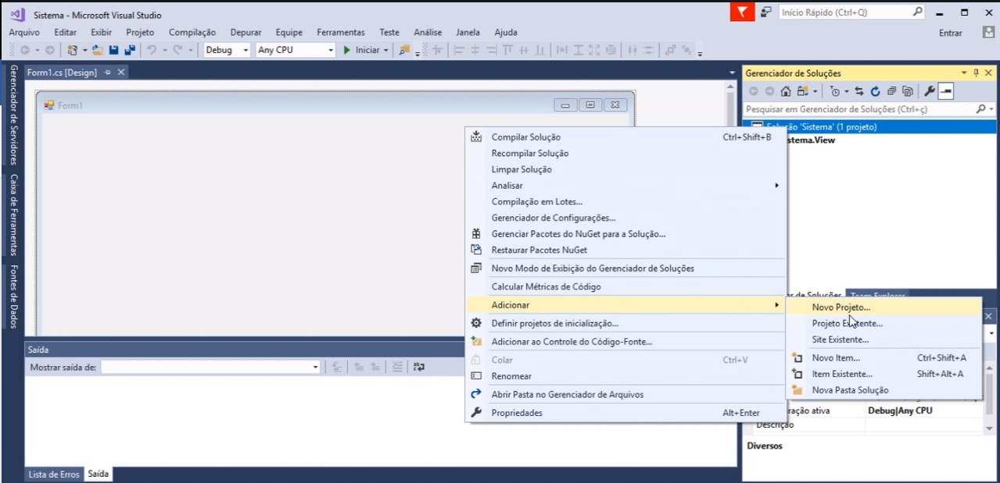 Sistema - Microsoft Visual Studio
Início Rápido (Ctrl+Q)
Arquivo Editar Exibir Projeto Compilação Depurar Equipe Ferramentas Teste Análise Janela Ajuda
Entrar
Debug Any CPU Iniciar
Gerenciador de Servidores
Caixa de Ferramentas
Fontes de Dados
Form1.cs [Design]
Form1
Gerenciador de Soluções
Pesquisar em Gerenciador de Soluções (Ctrl+ç)
Solução 'Sistema' (1 projeto)
stema.View
Compilar Solução Ctrl+Shift+B
Recompilar Solução
Limpar Solução
Analisar
Compilação em Lotes...
Gerenciador de Configurações...
Gerenciar Pacotes do NuGet para a Solução...
Restaurar Pacotes NuGet
Novo Modo de Exibição do Gerenciador de Soluções
Calcular Métricas de Código
Adicionar
Definir projetos de inicialização...
Adicionar ao Controle do Código-Fonte...
Colar Ctrl+V
Renomear
Abrir Pasta no Gerenciador de Arquivos
Propriedades Alt+Enter
de Soluções Team Explorer
Novo Projeto...
Projeto Existente...
Site Existente...
Novo Item... Ctrl+Shift+A
Item Existente... Shift+Alt+A
Nova Pasta Solução
ração ativa Debug|Any CPU
Descrição
Diversos
Saída
Mostrar saída de:
Lista de Erros Saída